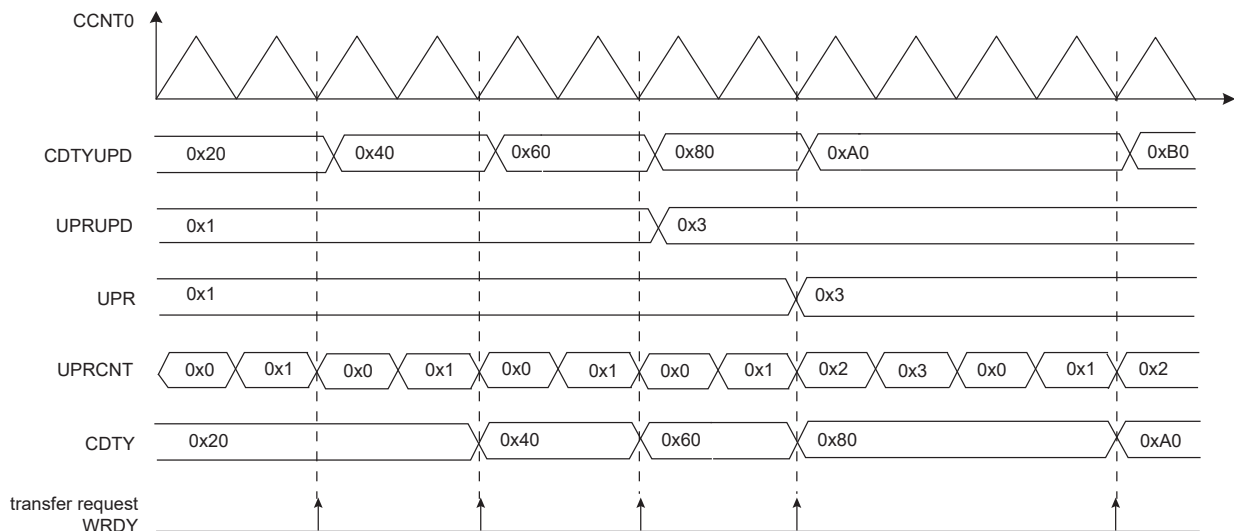 CCNT0
CDTYUPD 0x20 0x40 0x60 0x80 0xA0 0xB0
UPRUPD 0x1 0x3
UPR 0x1 0x3
UPRCNT 0x0 0x1 0x0 0x1 0x0 0x1 0x0 0x1 0x2 0x3 0x0 0x1 0x2
CDTY 0x20 0x40 0x60 0x80 0xA0
transfer request
WRDY